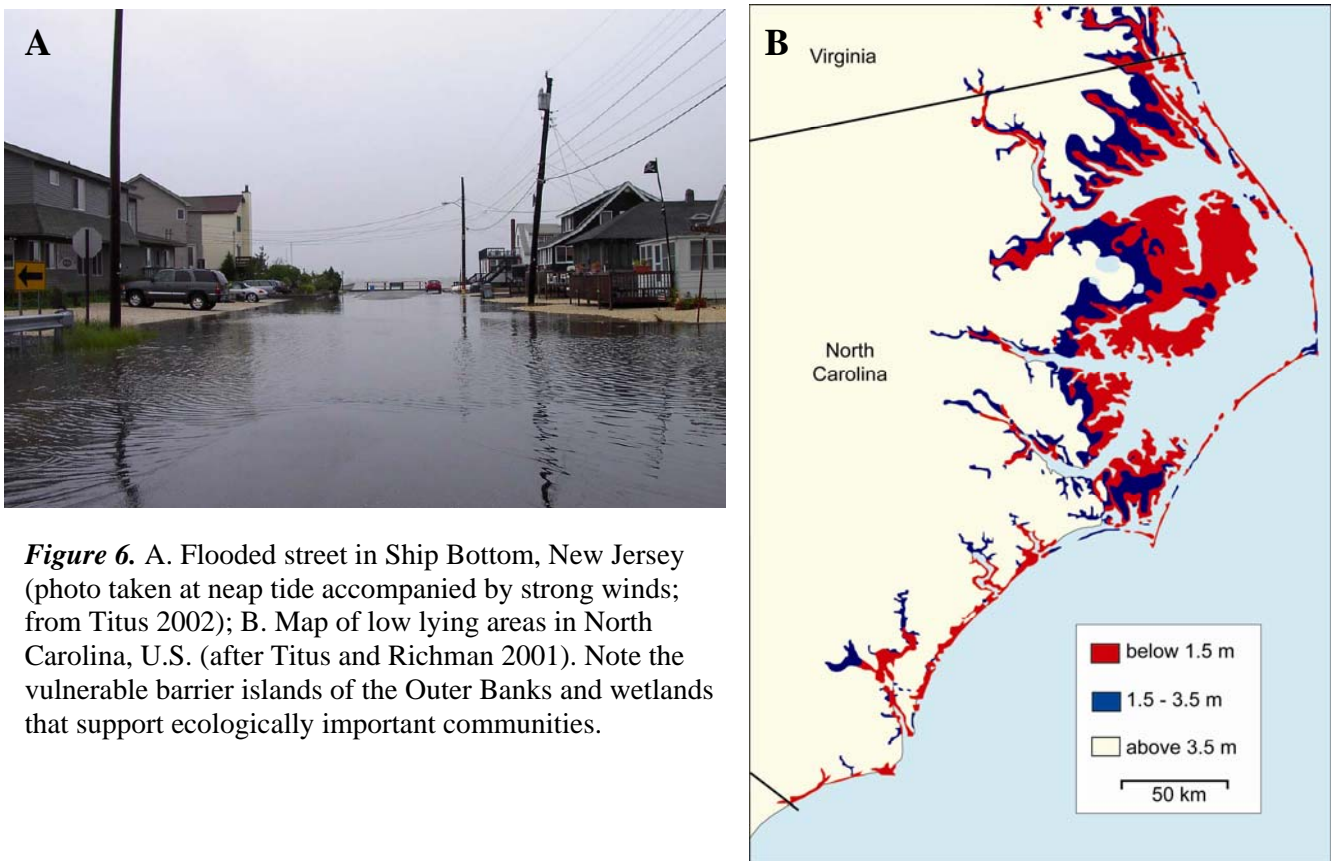 A
Figure 6. A. Flooded street in Ship Bottom, New Jersey
(photo taken at neap tide accompanied by strong winds;
from Titus 2002); B. Map of low lying areas in North
Carolina, U.S. (after Titus and Richman 2001). Note the
vulnerable barrier islands of the Outer Banks and wetlands
that support ecologically important communities.
B
Virginia
North
Carolina
below 1.5 m
1.5 - 3.5 m
above 3.5 m
50 km